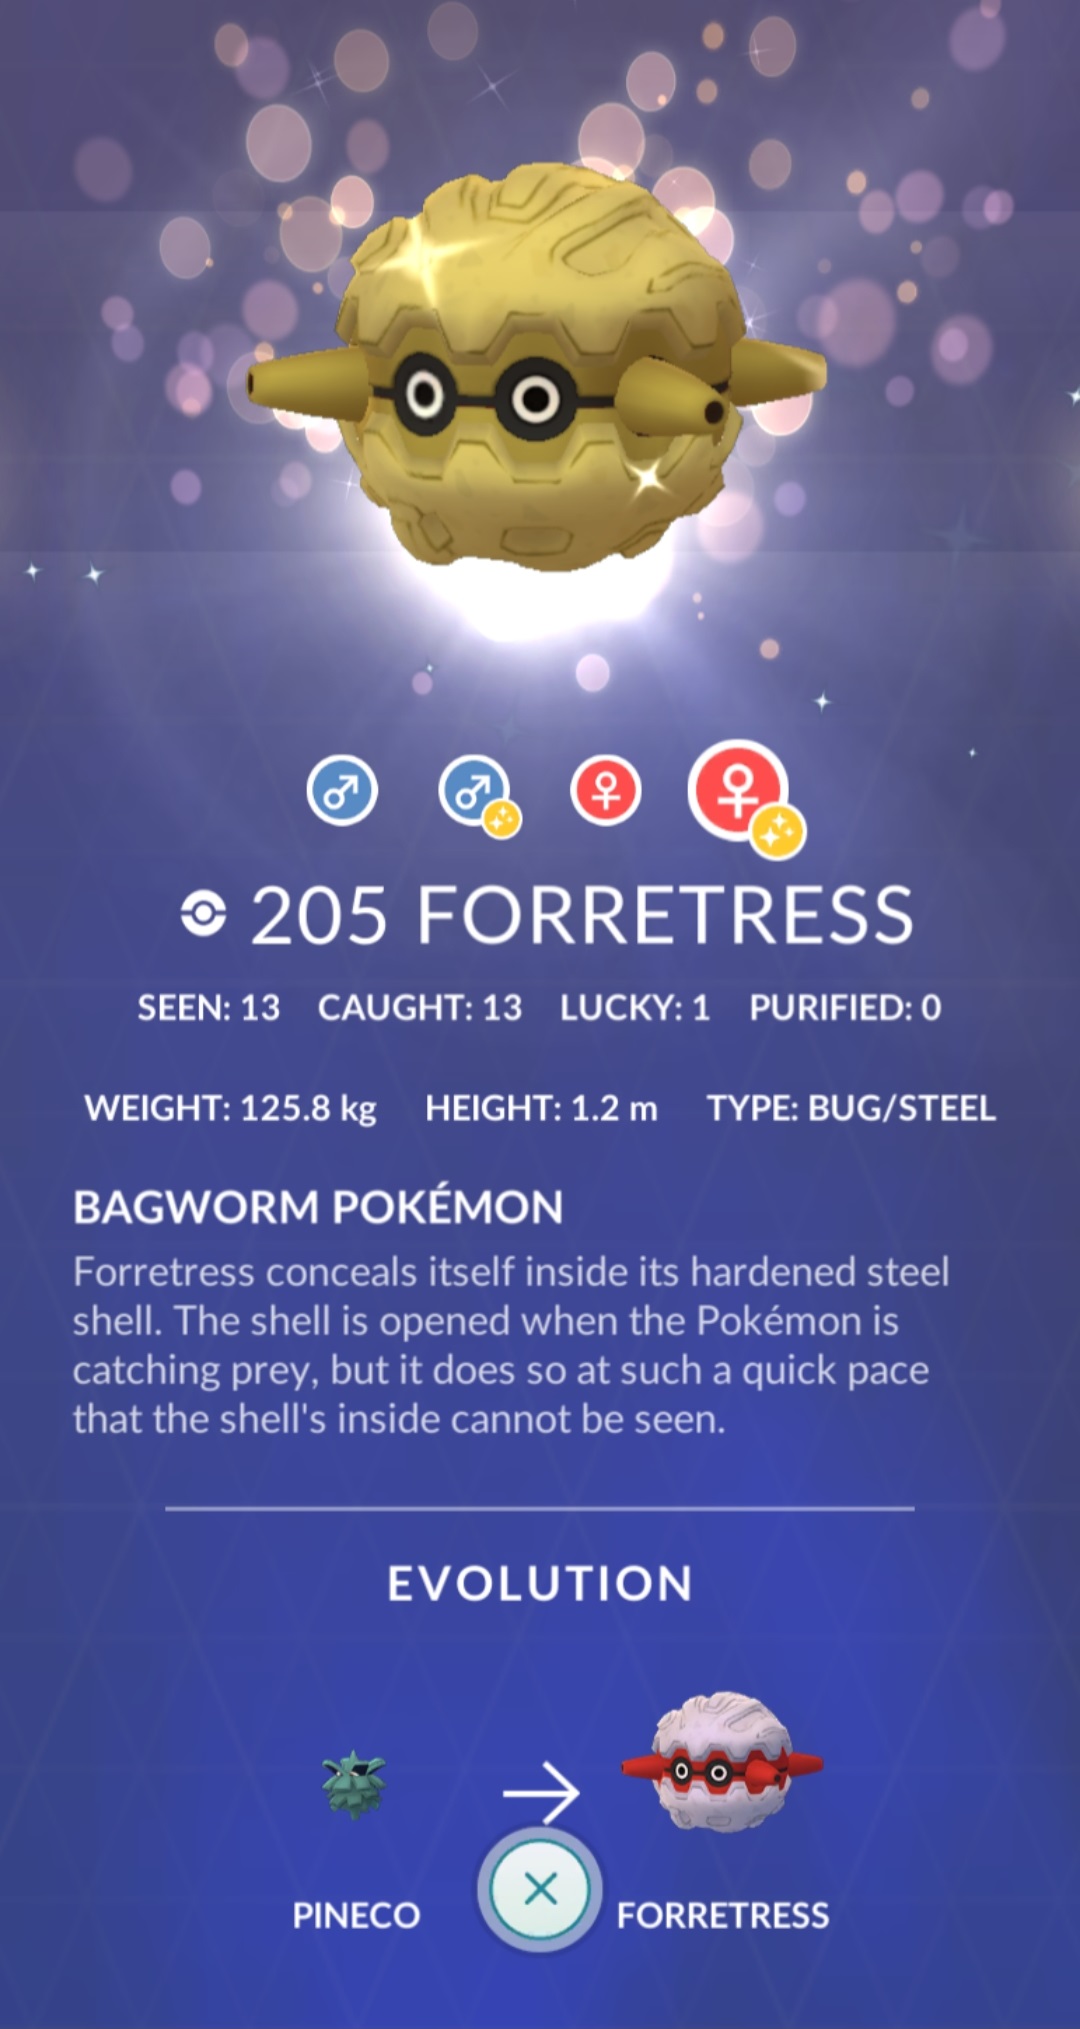 205 FORRETRESS
SEEN: 13 CAUGHT: 13 LUCKY: 1 PURIFIED: 0
WEIGHT: 125.8 kg HEIGHT: 1.2 m TYPE: BUG/STEEL
BAGWORM POKÉMON
Forretress conceals itself inside its hardened steel
shell. The shell is opened when the Pokémon is
catching prey, but it does so at such a quick pace
that the shell's inside cannot be seen.
EVOLUTION
PINECO FORRETRESS